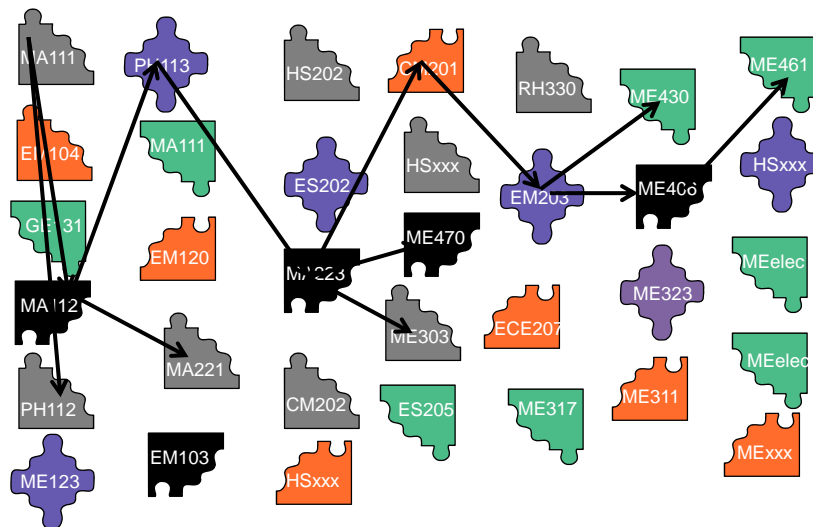 MA111
EM104
GE131
MA112
PH112
ME123
PH113
MA111
EM120
MA221
EM103
HS202
ES202
MA223
CM202
HSxxx
CM201
HSxxx
ME470
ME303
ES205
RH330
EM203
ECE207
ME317
ME430
ME406
ME323
ME311
ME461
HSxxx
MEelec
MEelec
MExxx